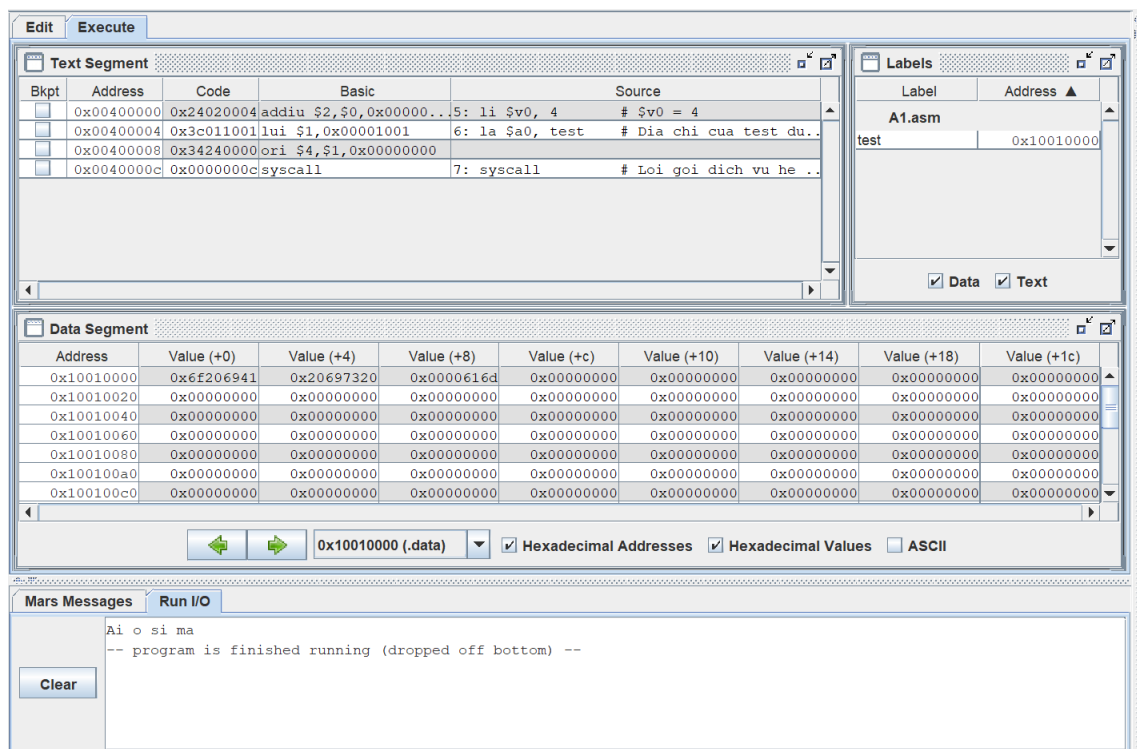 Edit Execute
Text Segment
Bkpt Address Code Basic Source
0x00400000 0x24020004 addiu $2,$0,0x00000... 5: li $v0, 4 # $v0 = 4
0x00400004 0x3c011001 lui $1,0x00001001 6: la $a0, test # Dia chi cua test du..
0x00400008 0x34240000 ori $4,$1,0x00000000
0x0040000c 0x0000000c syscall 7: syscall # Loi goi dich vu he ..
Labels
Label Address ▲
A1.asm
test 0x10010000
Data Text
Data Segment
Address Value (+0) Value (+4) Value (+8) Value (+c) Value (+10) Value (+14) Value (+18) Value (+1c)
0x10010000 0x6f206941 0x20697320 0x0000616d 0x00000000 0x00000000 0x00000000 0x00000000 0x00000000
0x10010020 0x00000000 0x00000000 0x00000000 0x00000000 0x00000000 0x00000000 0x00000000 0x00000000
0x10010040 0x00000000 0x00000000 0x00000000 0x00000000 0x00000000 0x00000000 0x00000000 0x00000000
0x10010060 0x00000000 0x00000000 0x00000000 0x00000000 0x00000000 0x00000000 0x00000000 0x00000000
0x10010080 0x00000000 0x00000000 0x00000000 0x00000000 0x00000000 0x00000000 0x00000000 0x00000000
0x100100a0 0x00000000 0x00000000 0x00000000 0x00000000 0x00000000 0x00000000 0x00000000 0x00000000
0x100100c0 0x00000000 0x00000000 0x00000000 0x00000000 0x00000000 0x00000000 0x00000000 0x00000000
0x10010000 (.data) Hexadecimal Addresses Hexadecimal Values ASCII
Mars Messages Run I/O
Ai o si ma
-- program is finished running (dropped off bottom) --
Clear